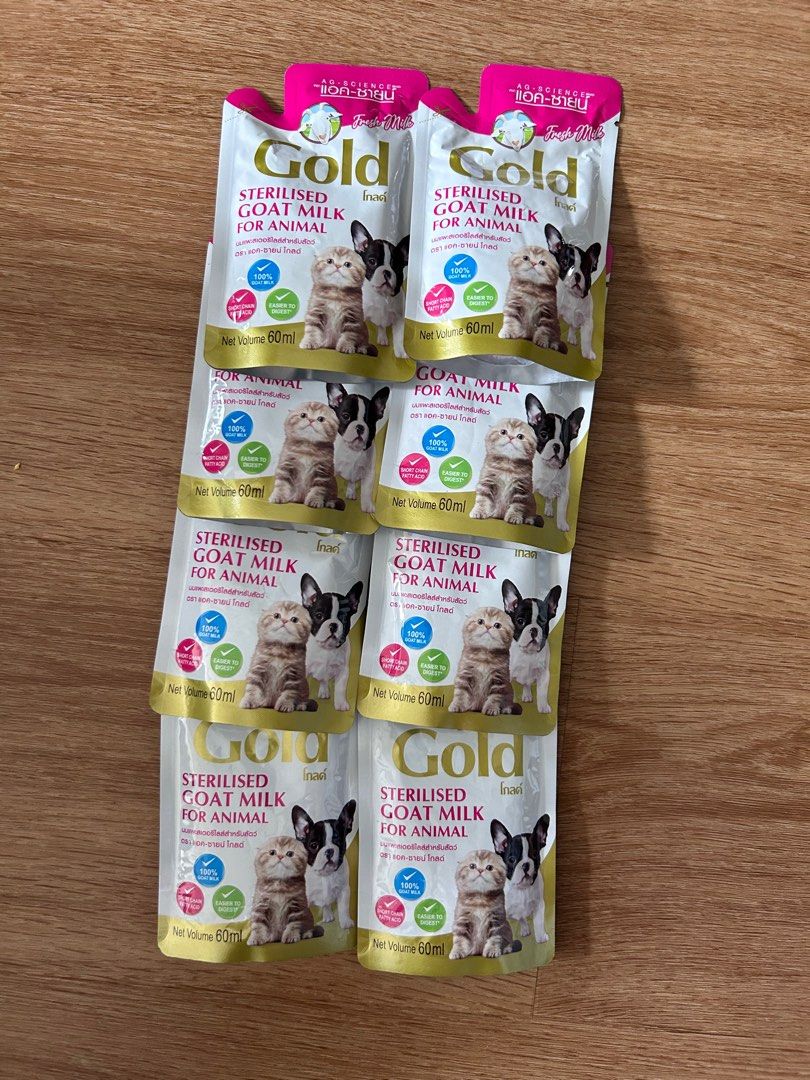 AG-SCIENCE
แอค-ซายน์
Fresh Milk
Gold
โกลด์
STERILISED
GOAT MILK
FOR ANIMAL
นมแพะสเตอริไลส์สำหรับสัตว์
ตรา แอค-ซายน์ โกลด์
100%
GOAT MILK
SHORT CHAIN
FATTY ACID
EASIER TO
DIGEST*
Net Volume 60ml
AG-SCIENCE
แอค-ซายน์
Fresh Milk
Gold
โกลด์
STERILISED
GOAT MILK
FOR ANIMAL
นมแพะสเตอริไลส์สำหรับสัตว์
ตรา แอค-ซายน์ โกลด์
100%
GOAT MILK
SHORT CHAIN
FATTY ACID
EASIER TO
DIGEST*
Net Volume 60ml
FOR ANIMAL
นมแพะสเตอริไลส์สำหรับสัตว์
ตรา แอค-ซายน์ โกลด์
100%
GOAT MILK
SHORT CHAIN
FATTY ACID
EASIER TO
DIGEST*
Net Volume 60ml
GOAT MILK
FOR ANIMAL
นมแพะสเตอริไลส์สำหรับสัตว์
ตรา แอค-ซายน์ โกลด์
100%
GOAT MILK
SHORT CHAIN
FATTY ACID
EASIER TO
DIGEST*
Net Volume 60ml
โกลด์
STERILISED
GOAT MILK
FOR ANIMAL
นมแพะสเตอริไลส์สำหรับสัตว์
ตรา แอค-ซายน์ โกลด์
100%
GOAT MILK
SHORT CHAIN
FATTY ACID
EASIER TO
DIGEST*
Net Volume 60ml
โกลด์
STERILISED
GOAT MILK
FOR ANIMAL
นมแพะสเตอริไลส์สำหรับสัตว์
ตรา แอค-ซายน์ โกลด์
100%
GOAT MILK
SHORT CHAIN
FATTY ACID
EASIER TO
DIGEST*
Net Volume 60ml
Gold
โกลด์
STERILISED
GOAT MILK
FOR ANIMAL
นมแพะสเตอริไลส์สำหรับสัตว์
ตรา แอค-ซายน์ โกลด์
100%
GOAT MILK
SHORT CHAIN
FATTY ACID
EASIER TO
DIGEST*
Net Volume 60ml
Gold
โกลด์
STERILISED
GOAT MILK
FOR ANIMAL
นมแพะสเตอริไลส์สำหรับสัตว์
ตรา แอค-ซายน์ โกลด์
100%
GOAT MILK
SHORT CHAIN
FATTY ACID
EASIER TO
DIGEST*
Net Volume 60ml